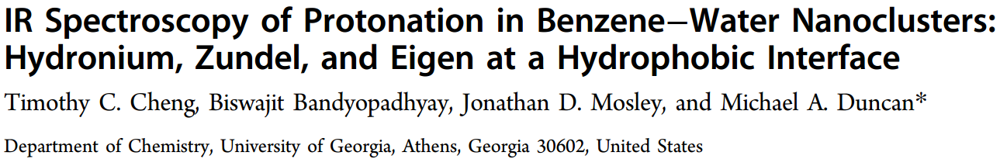 IR Spectroscopy of Protonation in Benzene−Water Nanoclusters:
Hydronium, Zundel, and Eigen at a Hydrophobic Interface
Timothy C. Cheng, Biswajit Bandyopadhyay, Jonathan D. Mosley, and Michael A. Duncan*
Department of Chemistry, University of Georgia, Athens, Georgia 30602, United States